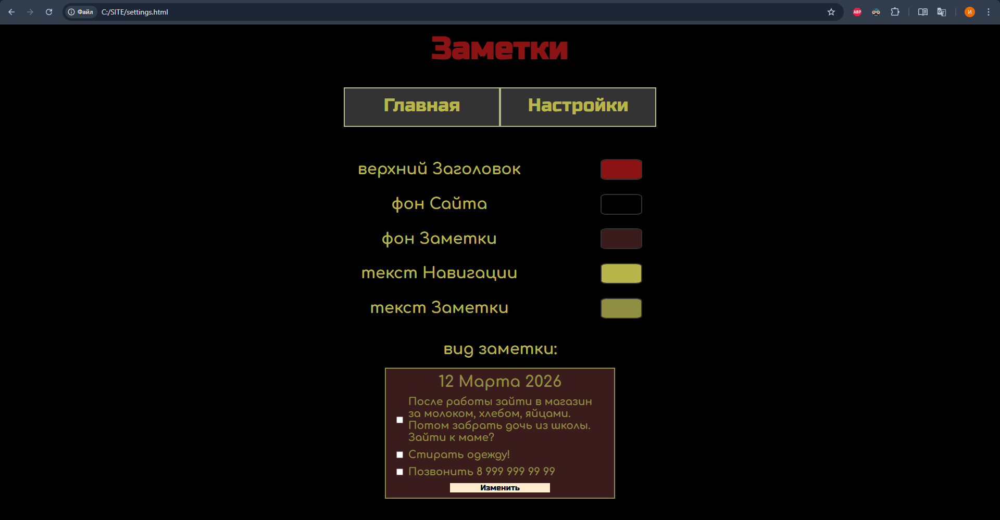 Файл C:/SITE/settings.html
ABP
И
Заметки
Главная Настройки
верхний Заголовок
фон Сайта
фон Заметки
текст Навигации
текст Заметки
вид заметки:
12 Марта 2026
После работы зайти в магазин
за молоком, хлебом, яйцами.
Потом забрать дочь из школы.
Зайти к маме?
Стирать одежду!
Позвонить 8 999 999 99 99
Изменить